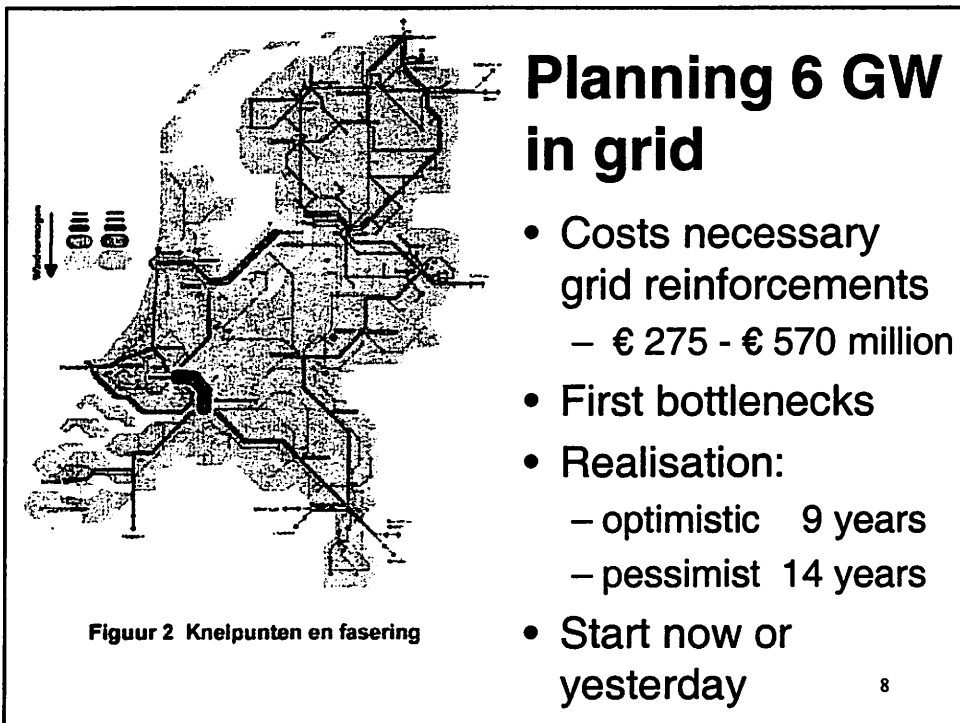 Planning 6 GW
in grid
• Costs necessary
grid reinforcements
– € 275 - € 570 million
• First bottlenecks
• Realisation:
– optimistic 9 years
– pessimist 14 years
• Start now or
yesterday
Figuur 2 Knelpunten en fasering
8